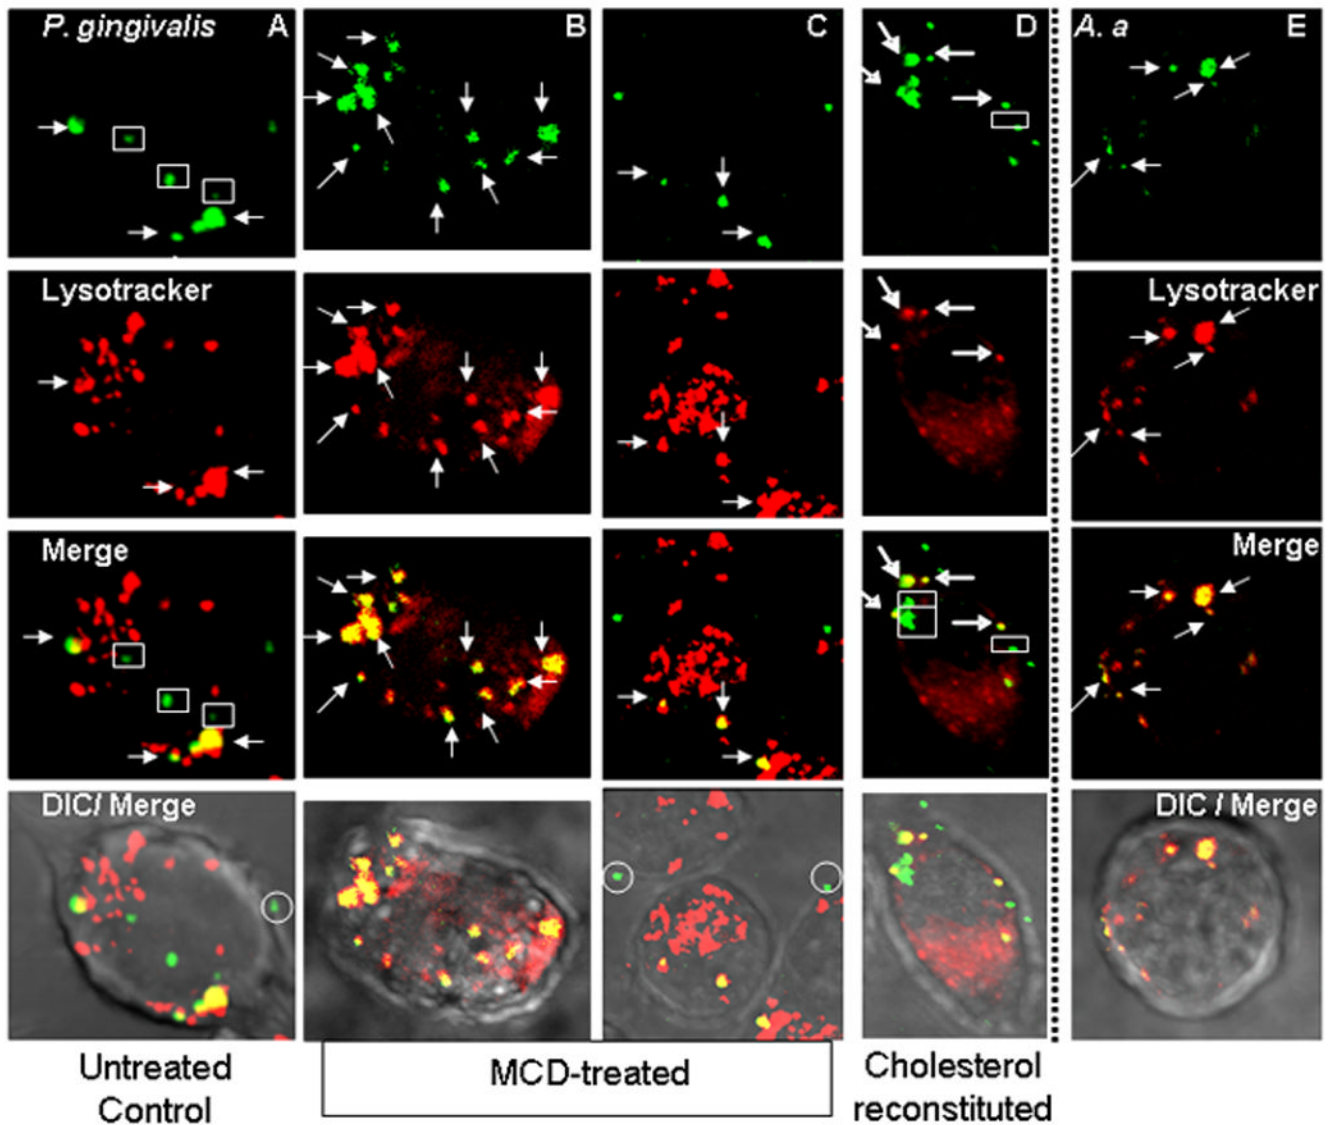 P. gingivalis A
B
C
D
A. a E
Lysotracker
Lysotracker
Merge
Merge
DIC/ Merge
DIC / Merge
Untreated
Control
MCD-treated
Cholesterol
reconstituted